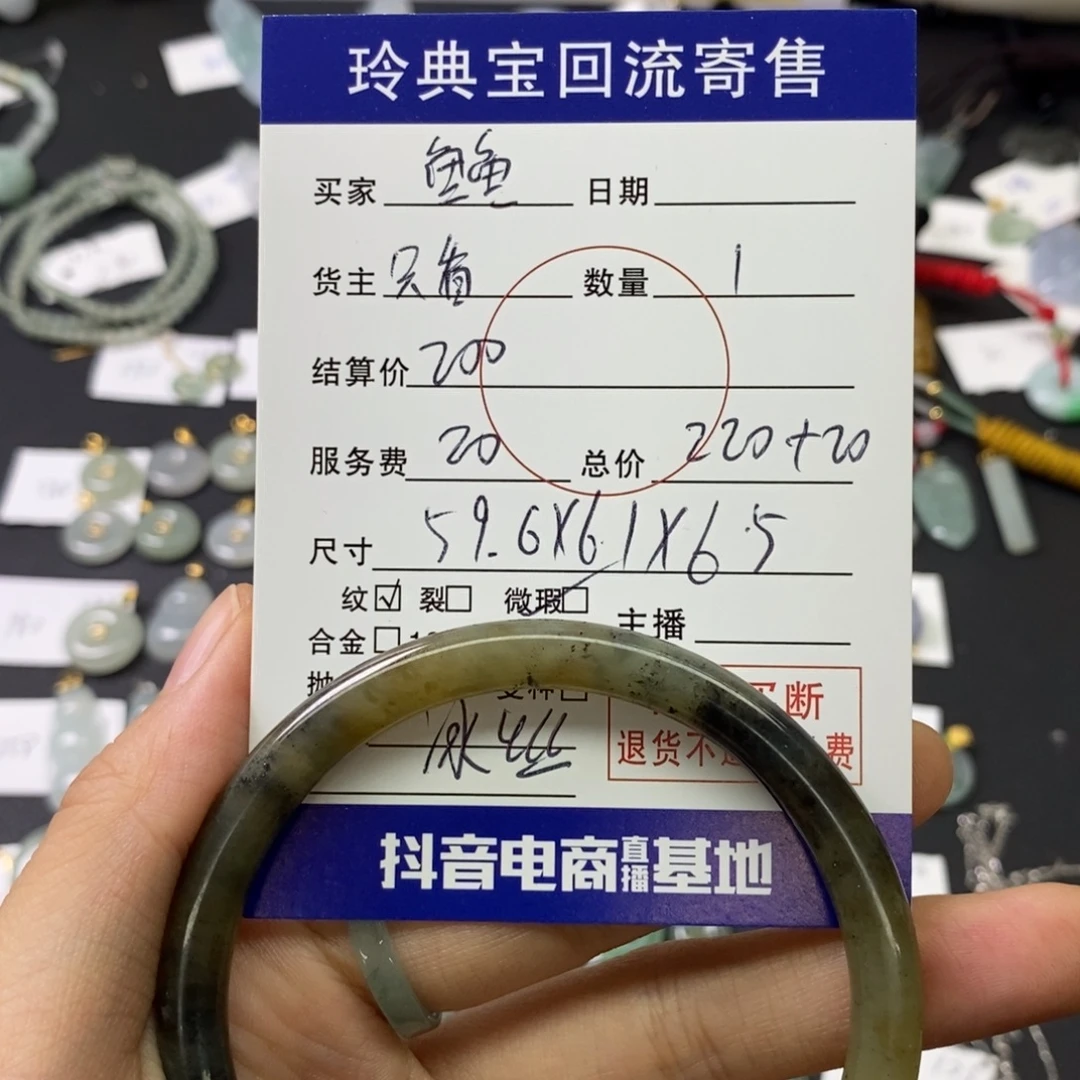 玲典宝回流寄售
买家 日期
货主 只看 数量 1
结算价 200
服务费 20 总价 220+20
尺寸 59.6X6.1X6.5
纹☑ 裂□ 微瑕□
合金□ 主播
抛
断
冰丝
退货不 费
抖音电商直播基地